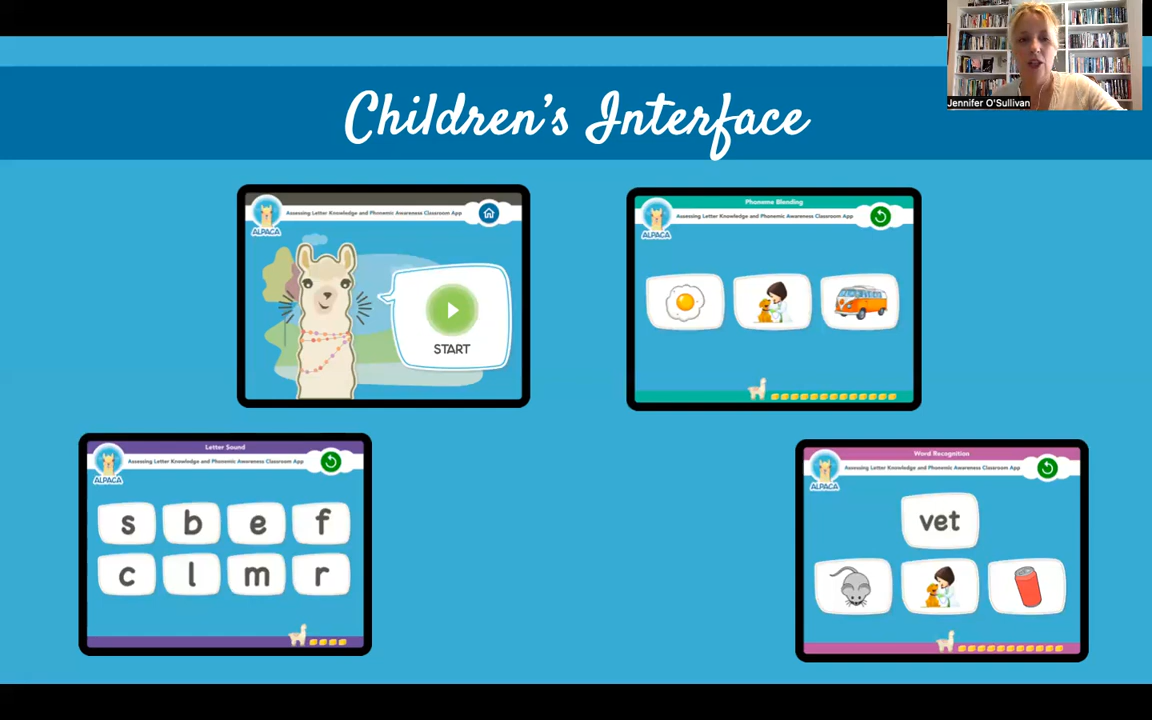 Jennifer O'Sullivan
Children's Interface
Assessing Letter Knowledge and Phonemic Awareness Classroom App
ALPACA
START
Phoneme Blending
Assessing Letter Knowledge and Phonemic Awareness Classroom App
ALPACA
Letter Sound
Assessing Letter Knowledge and Phonemic Awareness Classroom App
ALPACA
s b e f
c l m r
Word Recognition
Assessing Letter Knowledge and Phonemic Awareness Classroom App
ALPACA
vet